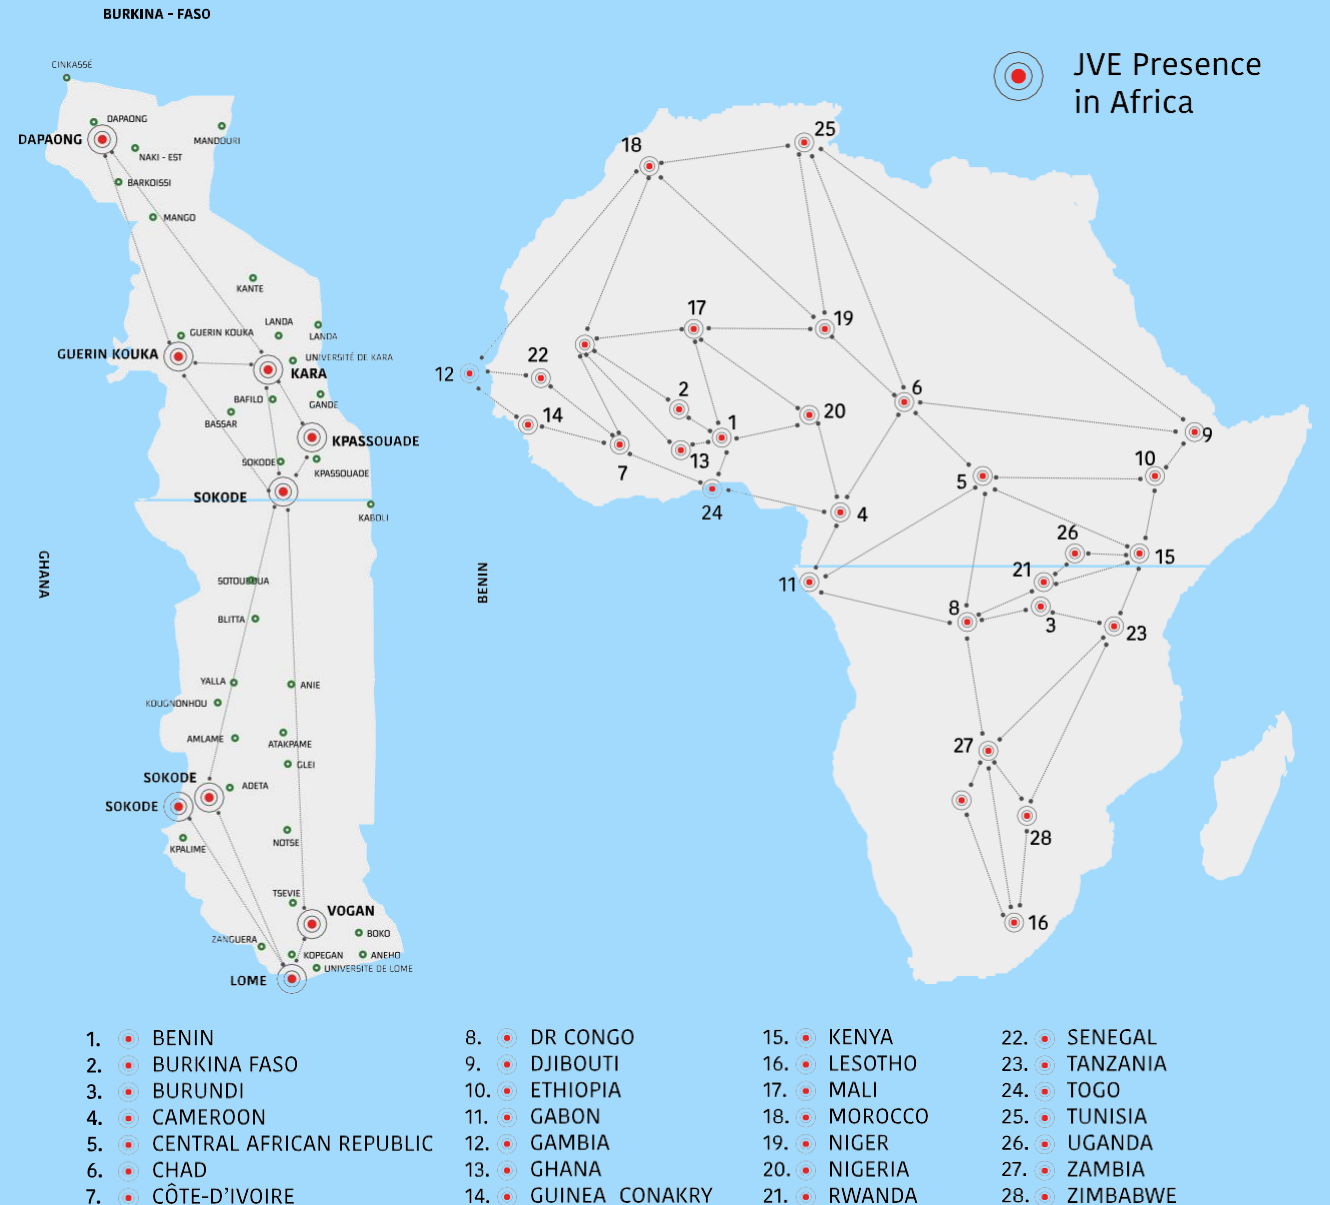 BURKINA - FASO
JVE Presence
in Africa
CINKASSÉ
DAPAONG
DAPAONG
MANDOURI
NAKI - EST
BARKOISSI
MANGO
KANTE
GUERIN KOUKA
LANDA
LANDA
GUERIN KOUKA
UNIVERSITÉ DE KARA
KARA
BAFILO
GANDE
BASSAR
KPASSOUADE
SOKODE
KPASSOUADE
SOKODE
KABOLI
GHANA
BENIN
SOTOUBOUA
BLITTA
YALLA
ANIE
KOUGNONHOU
AMLAME
ATAKPAME
GLEI
SOKODE
ADETA
SOKODE
NOTSE
KPALIME
TSEVIE
VOGAN
BOKO
ZANGUERA
KOPEGAN
ANEHO
UNIVERSITE DE LOME
LOME
25
18
17
19
22
12
2
6
14
20
1
9
13
10
7
5
24
4
26
15
21
11
8
3
23
27
28
16
1. BENIN
2. BURKINA FASO
3. BURUNDI
4. CAMEROON
5. CENTRAL AFRICAN REPUBLIC
6. CHAD
7. CÔTE-D'IVOIRE
8. DR CONGO
9. DJIBOUTI
10. ETHIOPIA
11. GABON
12. GAMBIA
13. GHANA
14. GUINEA CONAKRY
15. KENYA
16. LESOTHO
17. MALI
18. MOROCCO
19. NIGER
20. NIGERIA
21. RWANDA
22. SENEGAL
23. TANZANIA
24. TOGO
25. TUNISIA
26. UGANDA
27. ZAMBIA
28. ZIMBABWE